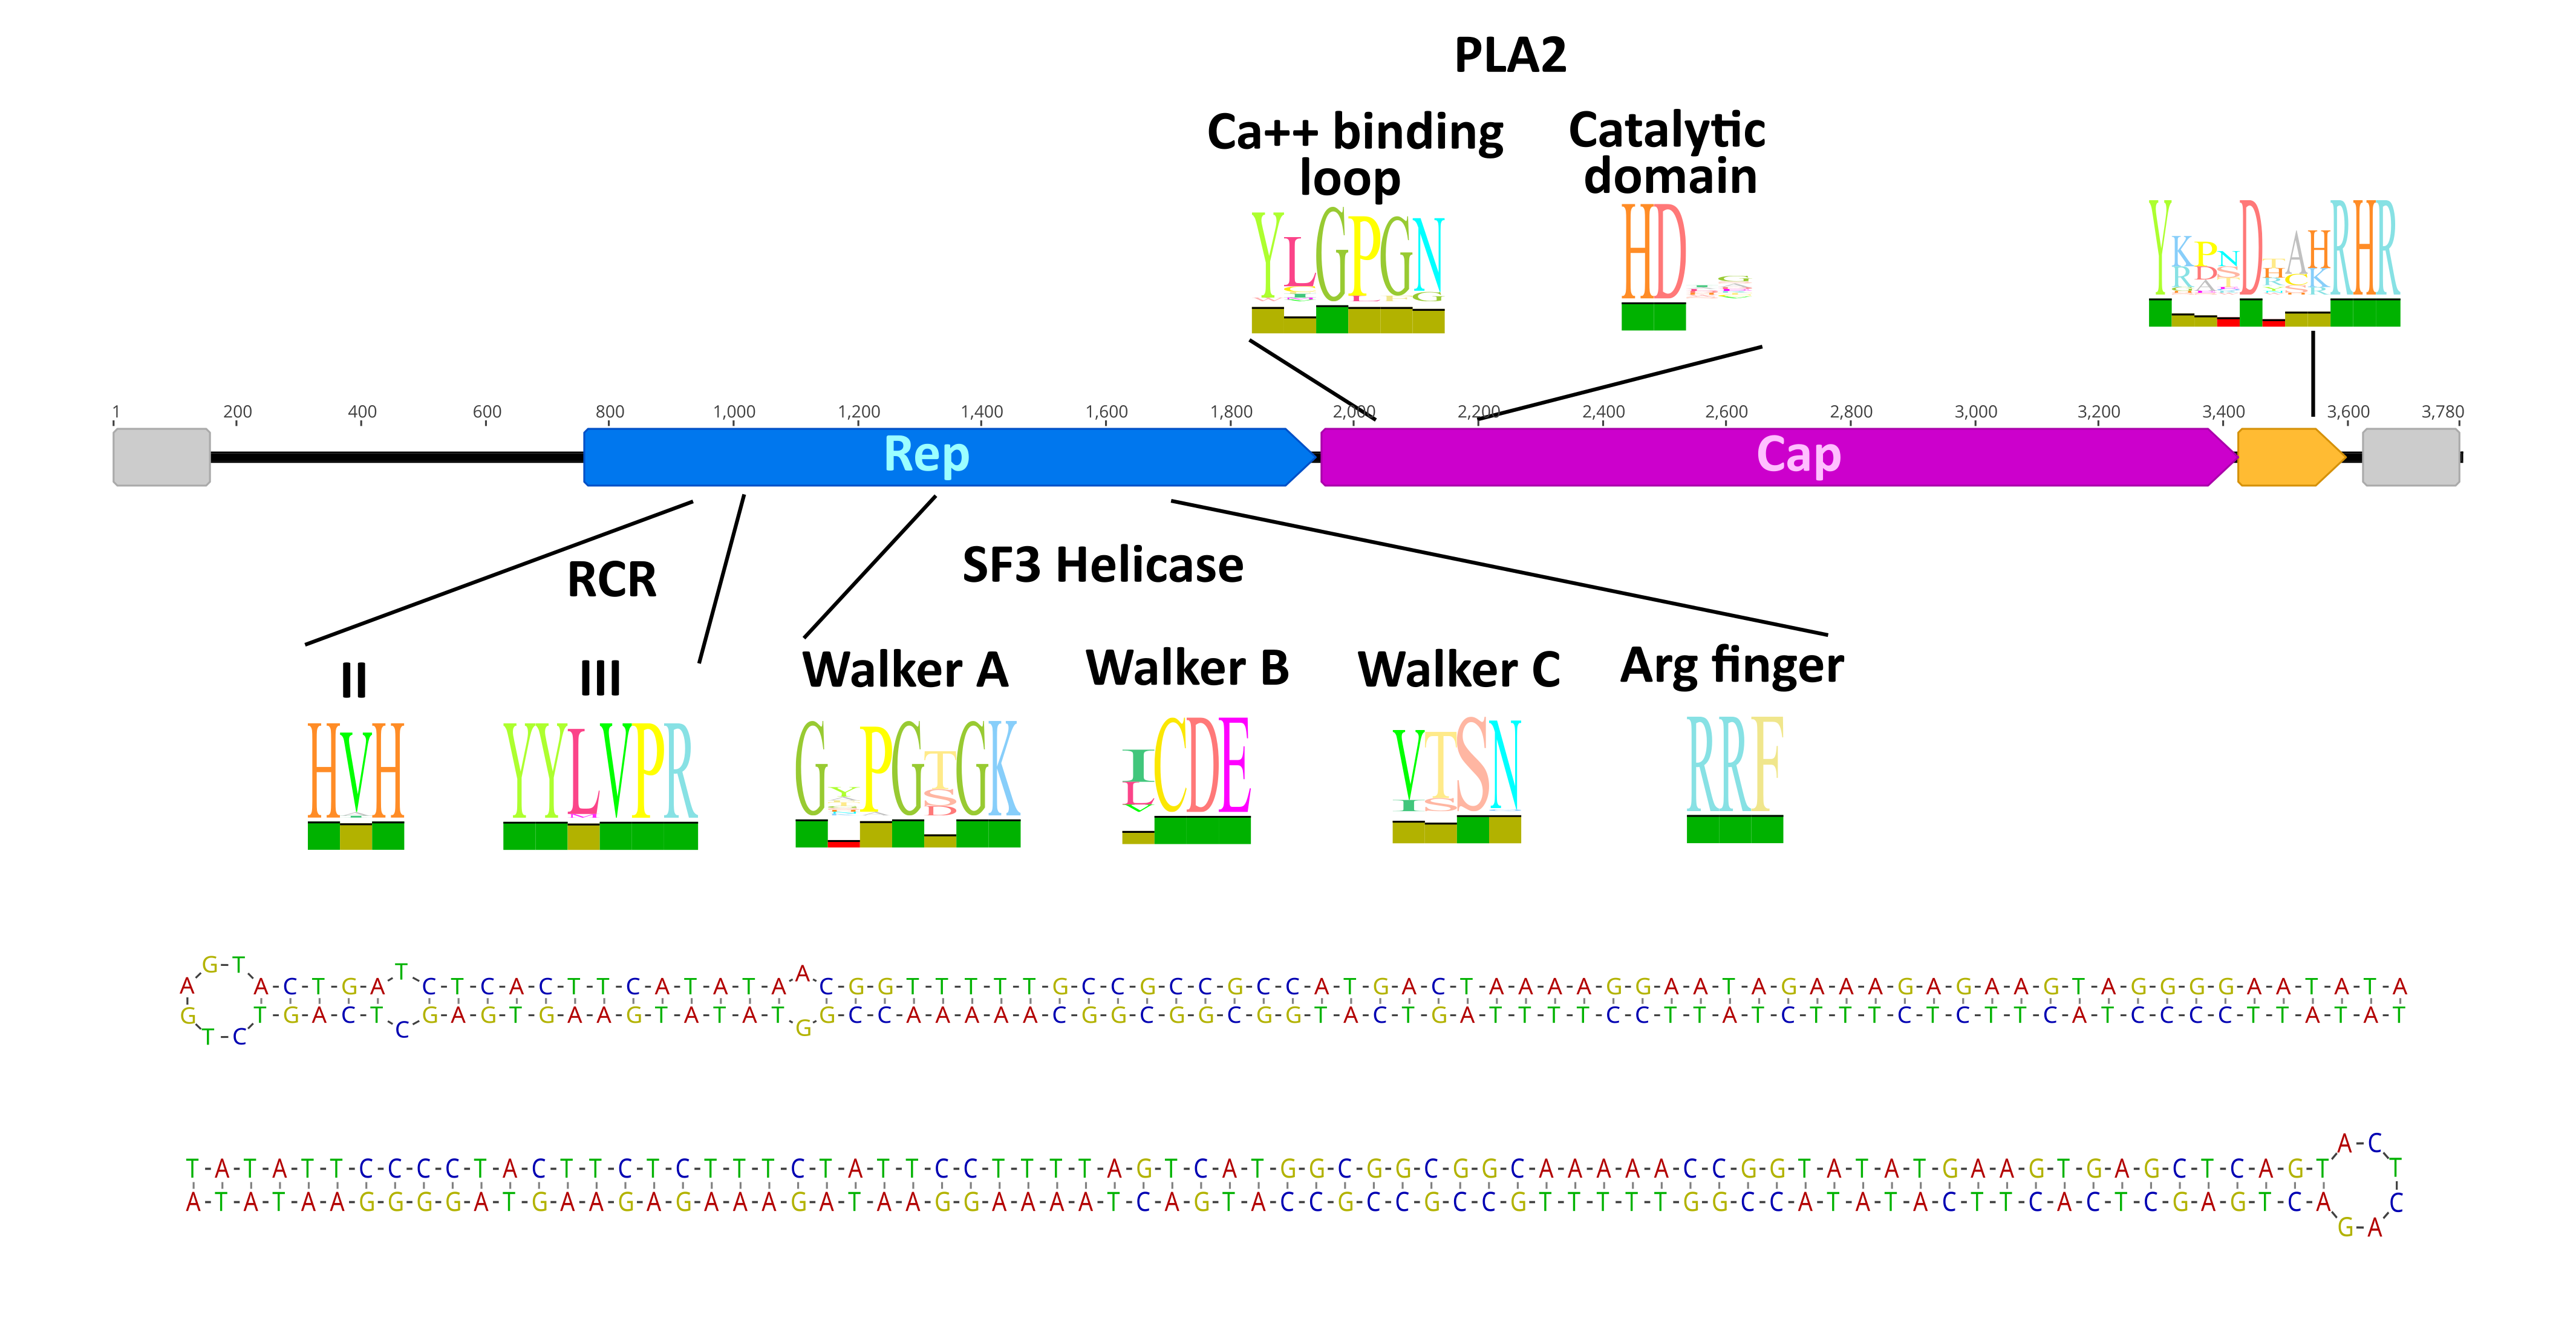 PLA2
Ca++ binding
loop
Catalytic
domain
YLGPGN
HD
YKPNDTAHRHR
1 200 400 600 800 1,000 1,200 1,400 1,600 1,800 2,000 2,200 2,400 2,600 2,800 3,000 3,200 3,400 3,600 3,780
Rep
Cap
RCR
SF3 Helicase
II
III
Walker A
Walker B
Walker C
Arg finger
HVH
YYLVPR
GXPGTGK
ICDE
VTSN
RRF
G-T
A A-C-T-G-A T C-T-C-A-C-T-T-C-A-T-A-T-A A C-G-G-T-T-T-T-T-G-C-C-G-C-C-G-C-C-A-T-G-A-C-T-A-A-A-A-G-G-A-A-T-A-G-A-A-A-G-A-G-A-A-G-T-A-G-G-G-G-A-A-T-A-T-A
G T-G-A-C-T C G-A-G-T-G-A-A-G-T-A-T-A-T G G-C-C-A-A-A-A-A-C-G-G-C-G-G-C-G-G-T-A-C-T-G-A-T-T-T-T-C-C-T-T-A-T-C-T-T-T-C-T-C-T-T-C-A-T-C-C-C-C-T-T-A-T-A-T
T-C
A-C
T-A-T-A-T-T-C-C-C-C-T-A-C-T-T-C-T-C-T-T-T-C-T-A-T-T-C-C-T-T-T-T-A-G-T-C-A-T-G-G-C-G-G-C-G-G-C-A-A-A-A-A-C-C-G-G-T-A-T-A-T-G-A-A-G-T-G-A-G-C-T-C-A-G-T T
A-T-A-T-A-A-G-G-G-G-A-T-G-A-A-G-A-G-A-A-A-G-A-T-A-A-G-G-A-A-A-A-T-C-A-G-T-A-C-C-G-C-C-G-C-C-G-T-T-T-T-T-G-G-C-C-A-T-A-T-A-C-T-T-C-A-C-T-C-G-A-G-T-C-A C
G-A